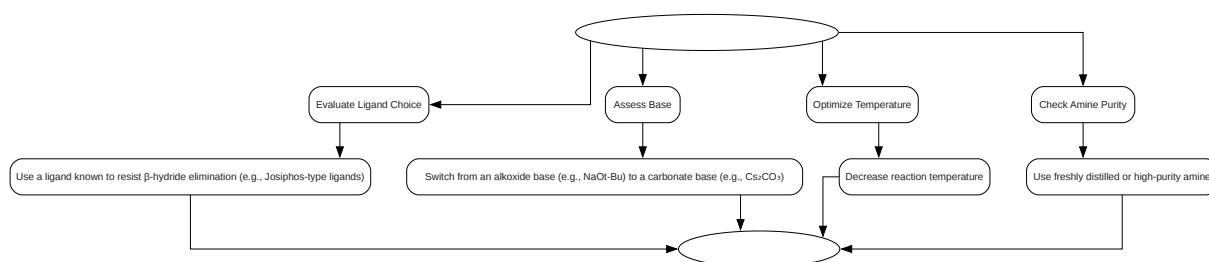 Evaluate Ligand Choice
Assess Base
Optimize Temperature
Check Amine Purity
Use a ligand known to resist β-hydride elimination (e.g., Josiphos-type ligands)
Switch from an alkoxide base (e.g., NaOt-Bu) to a carbonate base (e.g., Cs₂CO₃)
Decrease reaction temperature
Use freshly distilled or high-purity amine